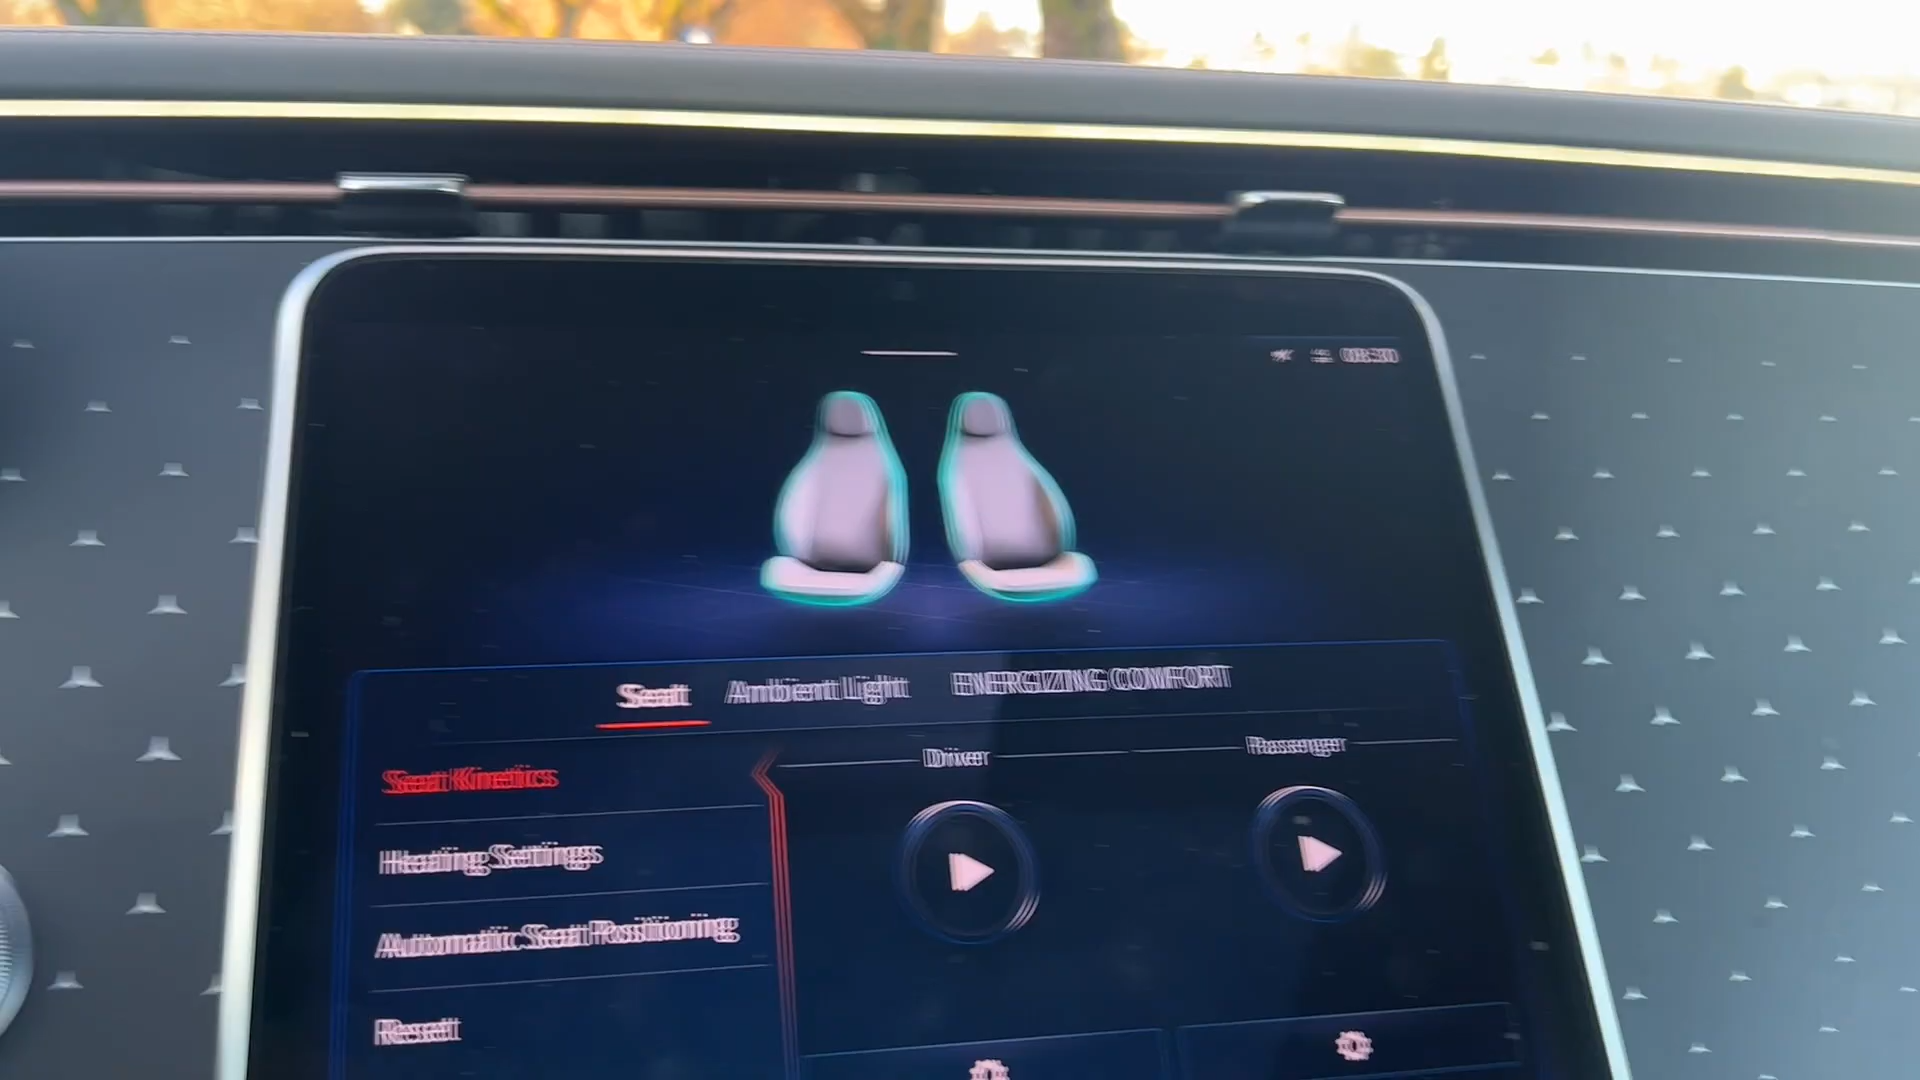 Seat Ambient Light ENERGIZING COMFORT
Driver Passenger
Seat Kinetics
Heating Settings
Automatic Seat Positioning
Reset